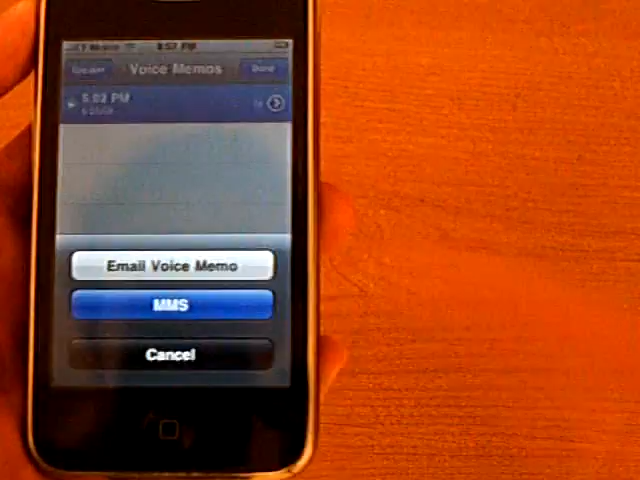 Voice Memos Done
5:02 PM
Email Voice Memo
MMS
Cancel